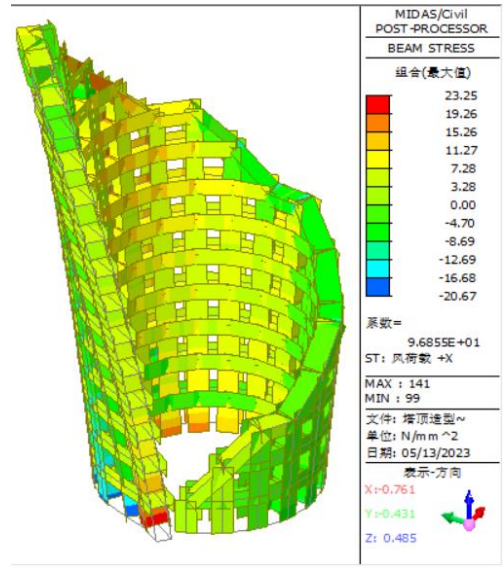 MIDAS/Civil
POST-PROCESSOR
BEAM STRESS
组合(最大值)
23.25
19.26
15.26
11.27
7.28
3.28
0.00
-4.70
-8.69
-12.69
-16.68
-20.67
系数=
9.6855E+01
ST: 风荷载 +X
MAX : 141
MIN : 99
文件: 塔顶造型~
单位: N/mm^2
日期: 05/13/2023
表示-方向
X:-0.761
Y:-0.431
Z: 0.485